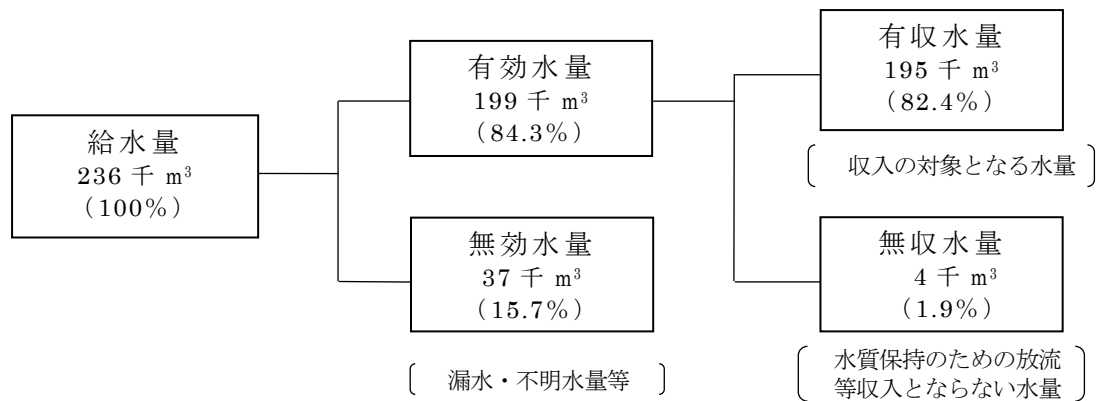 給水量
236 千 m³
（100%）
有効水量
199 千 m³
（84.3%）
無効水量
37 千 m³
（15.7%）
〔 漏水・不明水量等 〕
有収水量
195 千 m³
（82.4%）
〔 収入の対象となる水量 〕
無収水量
4 千 m³
（1.9%）
〔 水質保持のための放流
等収入とならない水量 〕